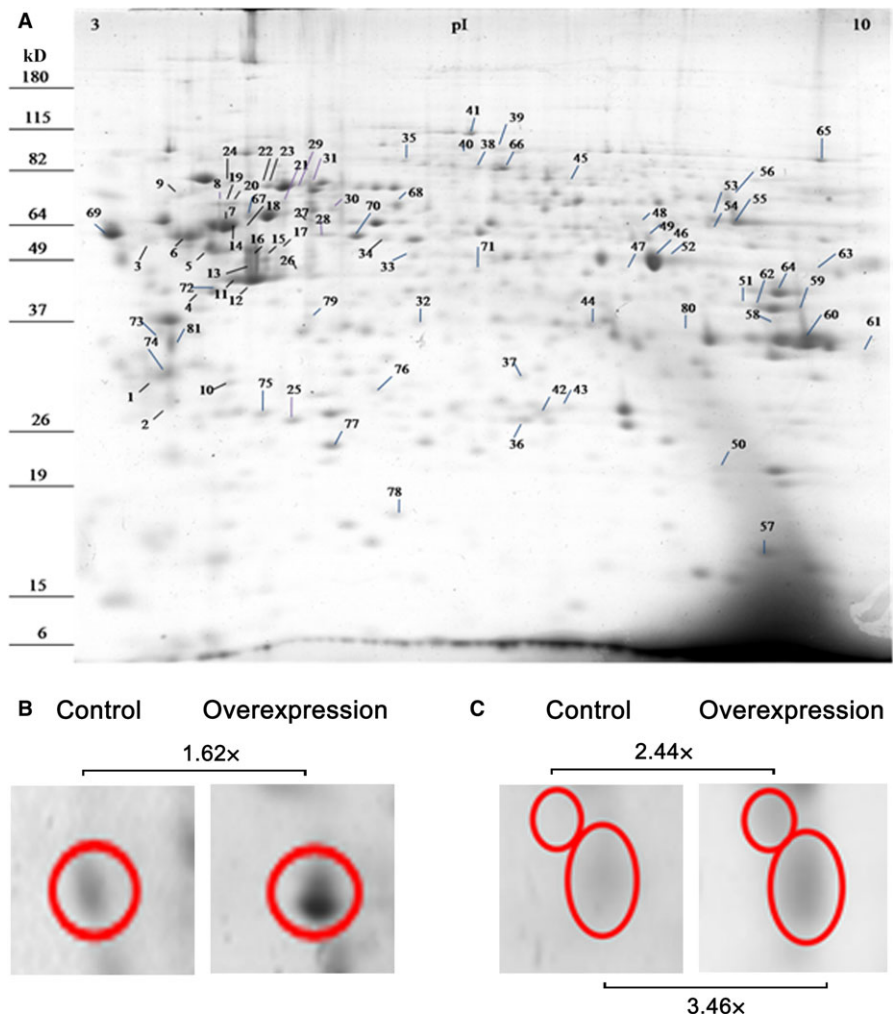 A
3 pI 10
kD
180
41 39
115
35 40 38 66 65
24 22 23 29
82
21 31 45
9 8 19 20 30 68 53 56
67
69 7 18 27 28 70 48 54 55
64
3 6 14 16 15 17 34 71 49 46
49
5 13 26 33 47 52 63
72 11 12 51 62 64 59
4 79 32 44 80 58 60
37
73 81 61
74 37
76
1 10 75 25 42 43
2
26
77 36 50
19
78
57
15
6
B Control Overexpression
1.62×
C Control Overexpression
2.44×
3.46×